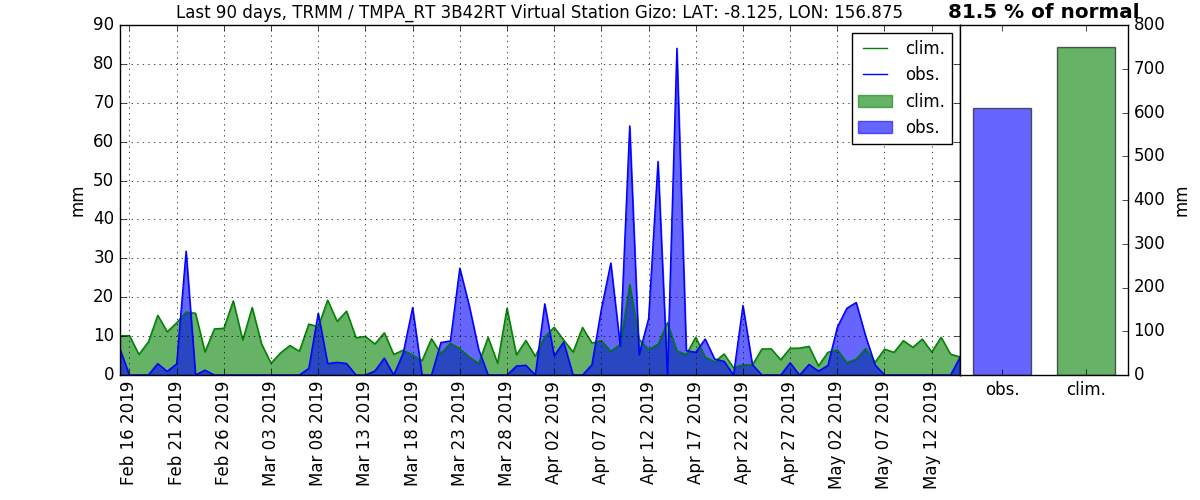 Last 90 days, TRMM / TMPA_RT 3B42RT Virtual Station Gizo: LAT: -8.125, LON: 156.875
81.5 % of normal
90
80
70
60
50
40
30
20
10
0
mm
clim.
obs.
clim.
obs.
Feb 16 2019
Feb 21 2019
Feb 26 2019
Mar 03 2019
Mar 08 2019
Mar 13 2019
Mar 18 2019
Mar 23 2019
Mar 28 2019
Apr 02 2019
Apr 07 2019
Apr 12 2019
Apr 17 2019
Apr 22 2019
Apr 27 2019
May 02 2019
May 07 2019
May 12 2019
800
700
600
500
400
300
200
100
0
mm
obs.
clim.